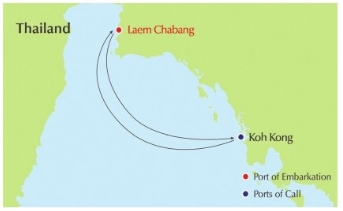 Thailand
Laem Chabang
Koh Kong
Port of Embarkation
Ports of Call